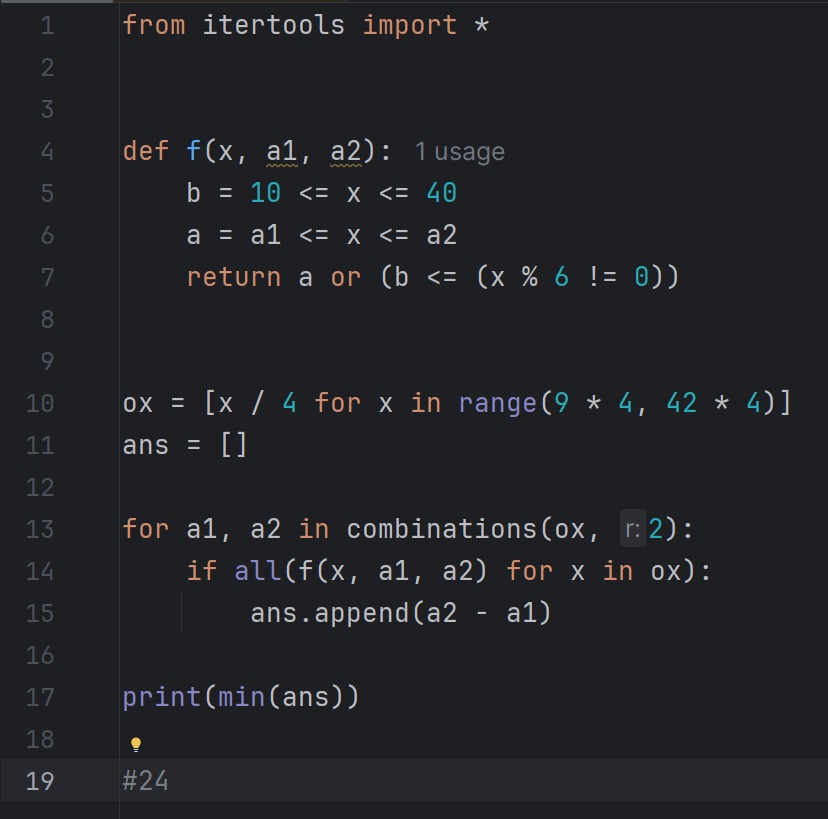 1 from itertools import *
2
3
4 def f(x, a1, a2): 1 usage
5     b = 10 <= x <= 40
6     a = a1 <= x <= a2
7     return a or (b <= (x % 6 != 0))
8
9
10 ox = [x / 4 for x in range(9 * 4, 42 * 4)]
11 ans = []
12
13 for a1, a2 in combinations(ox, r: 2):
14     if all(f(x, a1, a2) for x in ox):
15         ans.append(a2 - a1)
16
17 print(min(ans))
18
19 #24